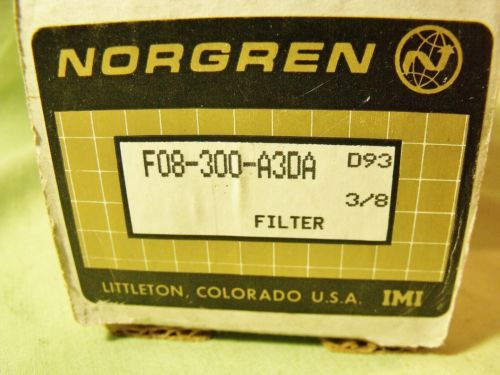 NORGREN
F08-300-A3DA D93
3/8
FILTER
LITTLETON, COLORADO U.S.A. IMI